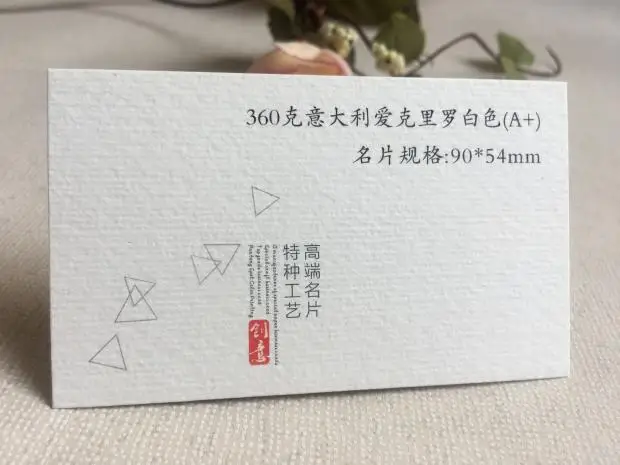 360克意大利爱克里罗白色(A+)
名片规格:90*54mm
高端名片
特种工艺
创意